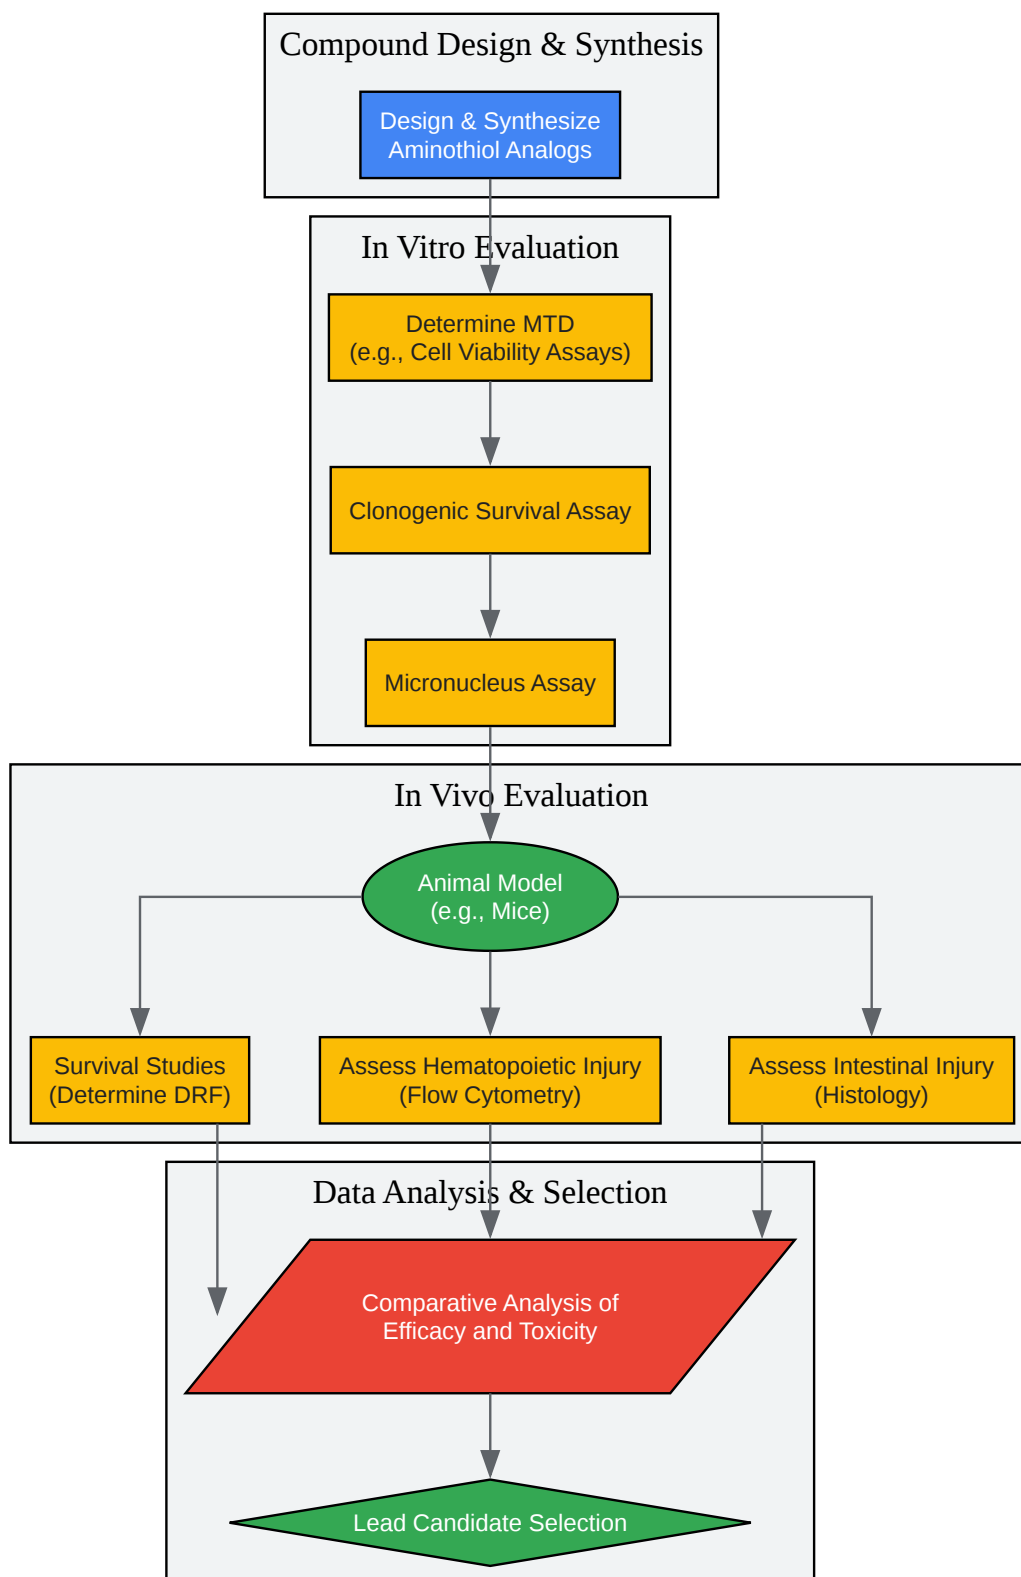 Compound Design & Synthesis
Design & Synthesize
Aminothiol Analogs
In Vitro Evaluation
Determine MTD
(e.g., Cell Viability Assays)
Clonogenic Survival Assay
Micronucleus Assay
In Vivo Evaluation
Animal Model
(e.g., Mice)
Survival Studies
(Determine DRF)
Assess Hematopoietic Injury
(Flow Cytometry)
Assess Intestinal Injury
(Histology)
Data Analysis & Selection
Comparative Analysis of
Efficacy and Toxicity
Lead Candidate Selection